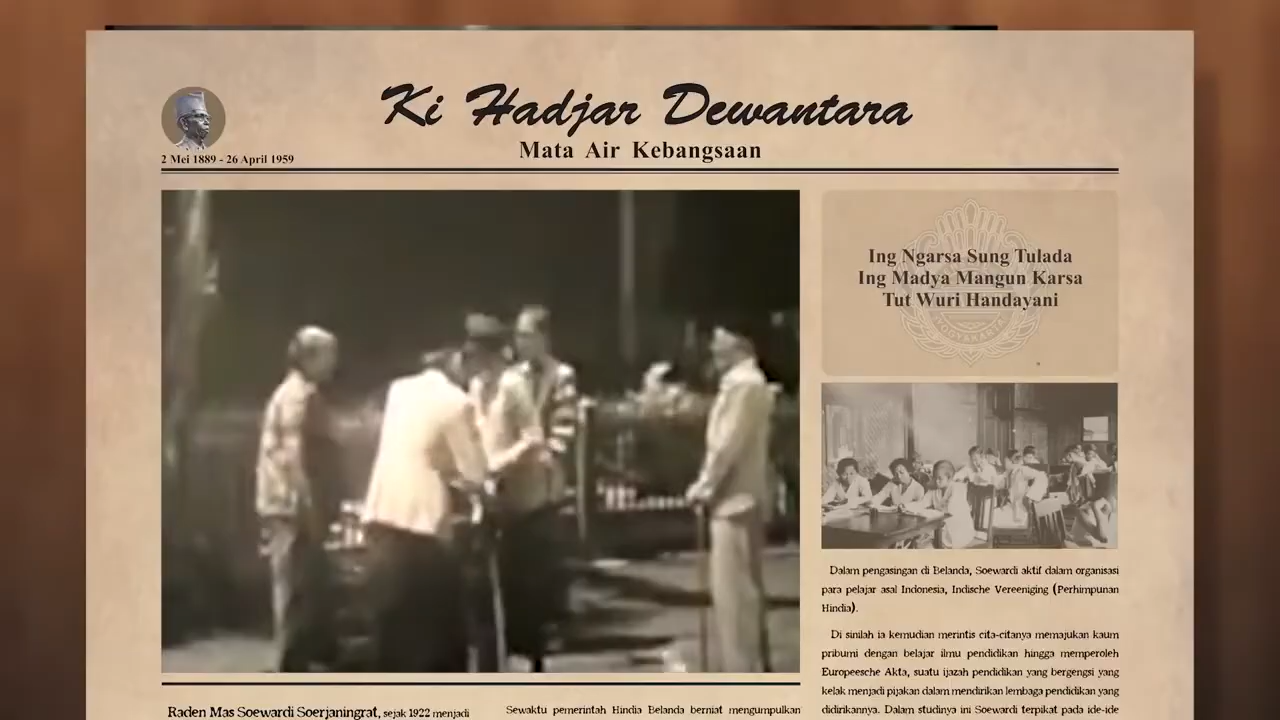 Ki Hadjar Dewantara
Mata Air Kebangsaan
2 Mei 1889 - 26 April 1959
Ing Ngarsa Sung Tulada
Ing Madya Mangun Karsa
Tut Wuri Handayani
YOGYAKARTA
Dalam pengasingan di Belanda, Soewardi aktif dalam organisasi
para pelajar asal Indonesia, Indische Vereeniging (Perhimpunan
Hindia).
Di sinilah ia kemudian merintis cita-citanya memajukan kaum
pribumi dengan belajar ilmu pendidikan hingga memperoleh
Europeesche Akta, suatu ijazah pendidikan yang bergengsi yang
kelak menjadi pijakan dalam mendirikan lembaga pendidikan yang
didirikannya. Dalam studinya ini Soewardi terpikat pada ide-ide
Raden Mas Soewardi Soerjaningrat, sejak 1922 menjadi
Sewaktu pemerintah Hindia Belanda berniat mengumpulkan